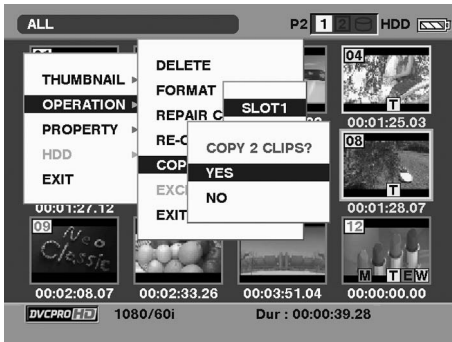 ALL
P2 1 2 HDD
04
THUMBNAIL
OPERATION
PROPERTY
HDD
EXIT
DELETE
FORMAT
REPAIR C
RE-C
COP
EXC
EXIT
SLOT1
COPY 2 CLIPS?
YES
NO
T
00:01:25.03
08
T
00:01:27.12
00:01:28.07
09
Neo
Classic
12
M T E W
00:02:08.07
00:02:33.26
00:03:51.04
00:00:00.00
DVCPRO HD
1080/60i
Dur : 00:00:39.28